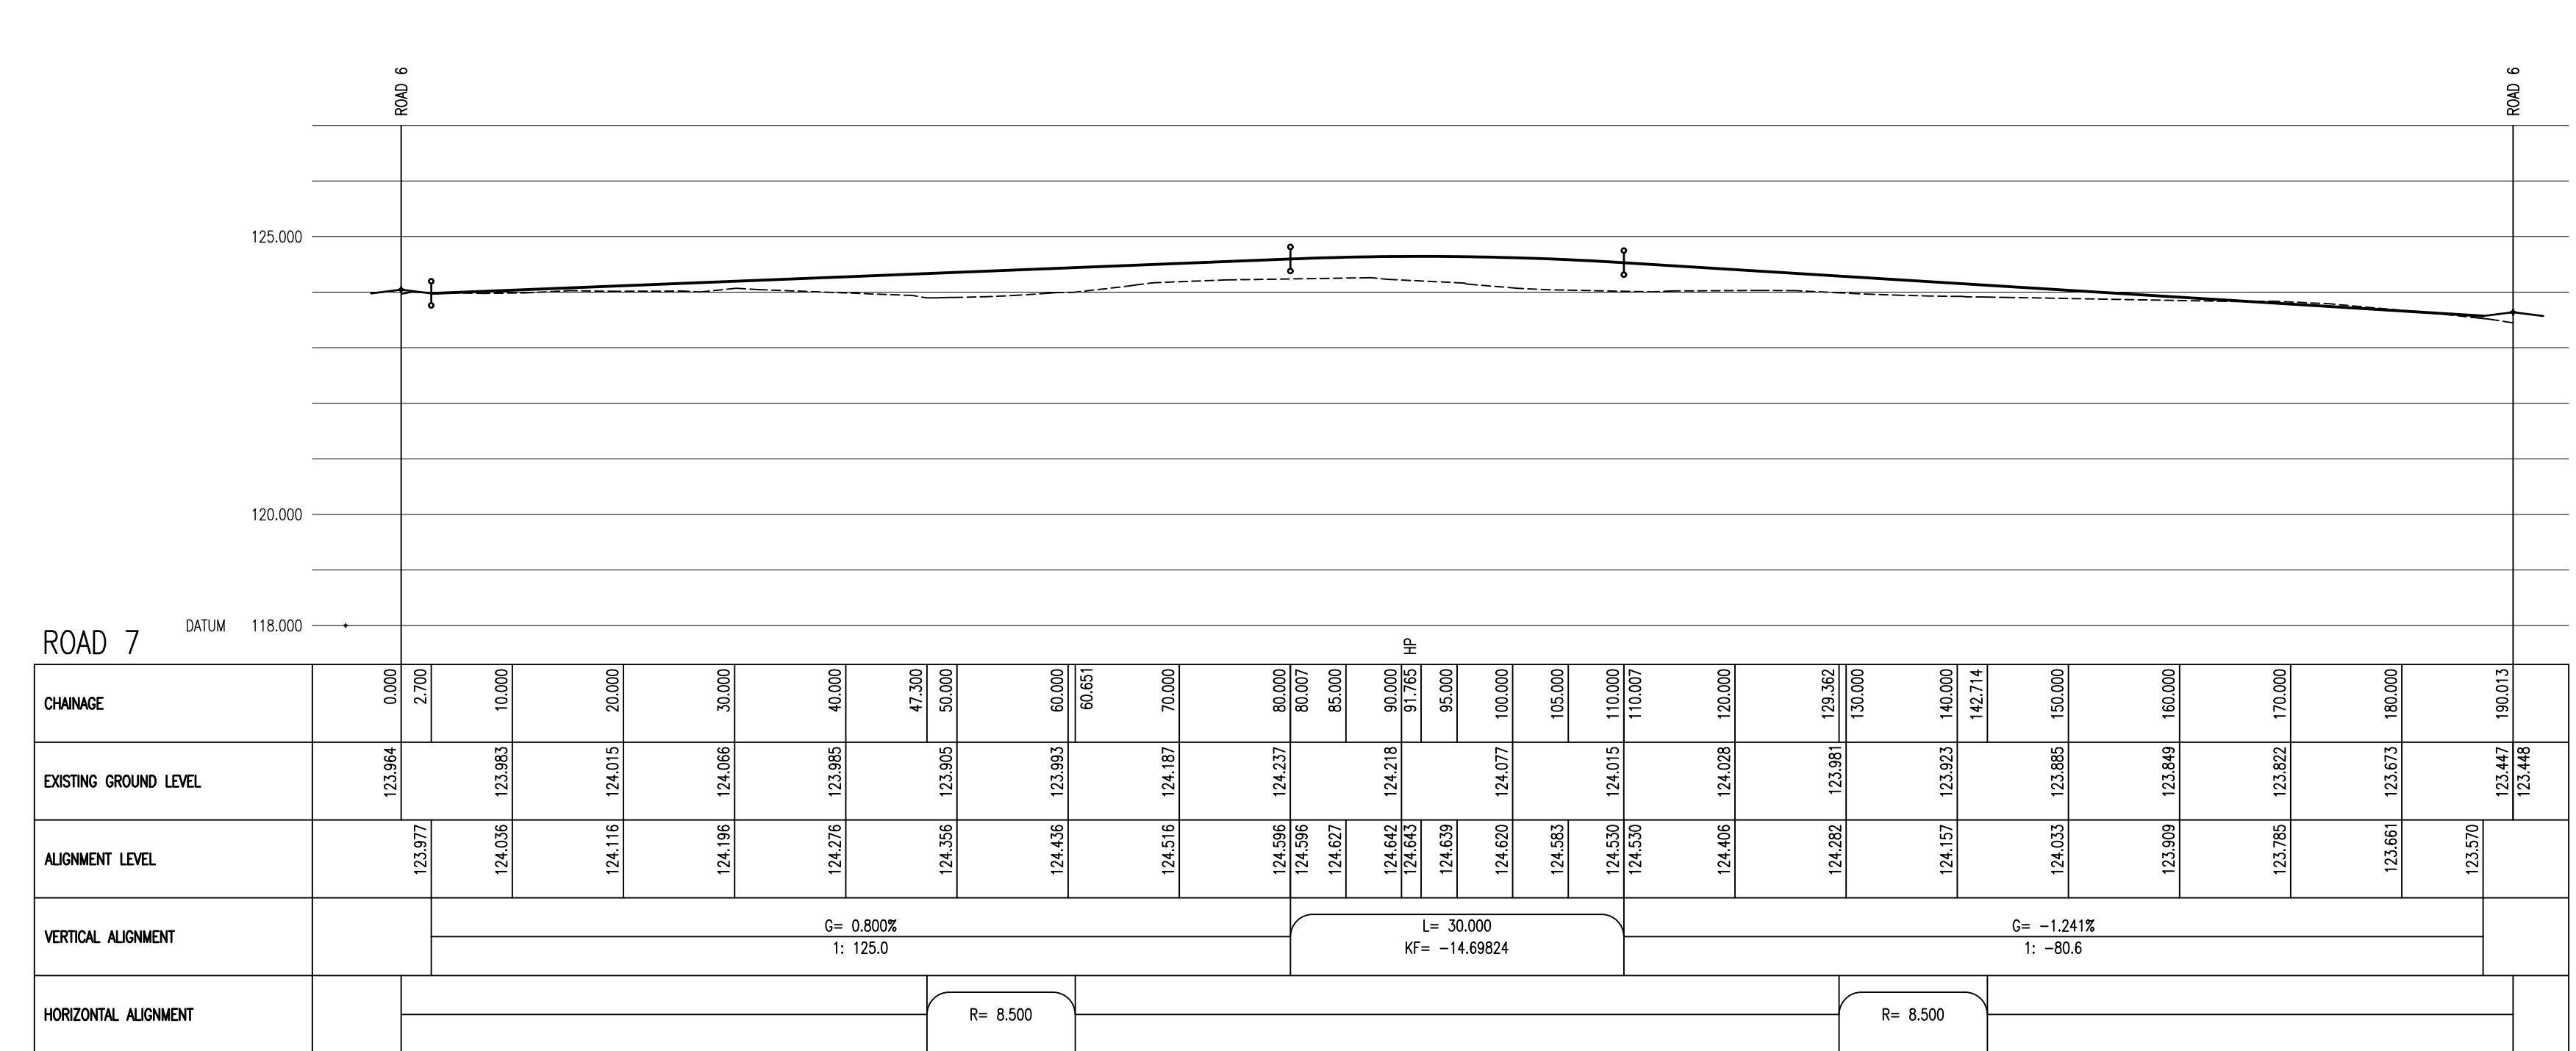 ROAD 6
ROAD 6
125.000
120.000
ROAD 7
DATUM 118.000
HP
CHAINAGE 0.000 2.700 10.000 20.000 30.000 40.000 47.300 50.000 60.000 60.651 70.000 80.000 80.007 85.000 90.000 91.765 95.000 100.000 105.000 110.000 110.007 120.000 129.362 130.000 140.000 142.714 150.000 160.000 170.000 180.000 190.013
EXISTING GROUND LEVEL 123.964 123.983 124.015 124.066 123.985 123.905 123.993 124.187 124.237 124.218 124.077 124.015 124.028 123.981 123.923 123.885 123.849 123.822 123.673 123.447 123.448
ALIGNMENT LEVEL 123.977 124.036 124.116 124.196 124.276 124.356 124.436 124.516 124.596 124.596 124.627 124.642 124.643 124.639 124.620 124.583 124.530 124.530 124.406 124.282 124.157 124.033 123.909 123.785 123.661 123.570
VERTICAL ALIGNMENT
G= 0.800%
1: 125.0
L= 30.000
KF= -14.69824
G= -1.241%
1: -80.6
HORIZONTAL ALIGNMENT
R= 8.500
R= 8.500